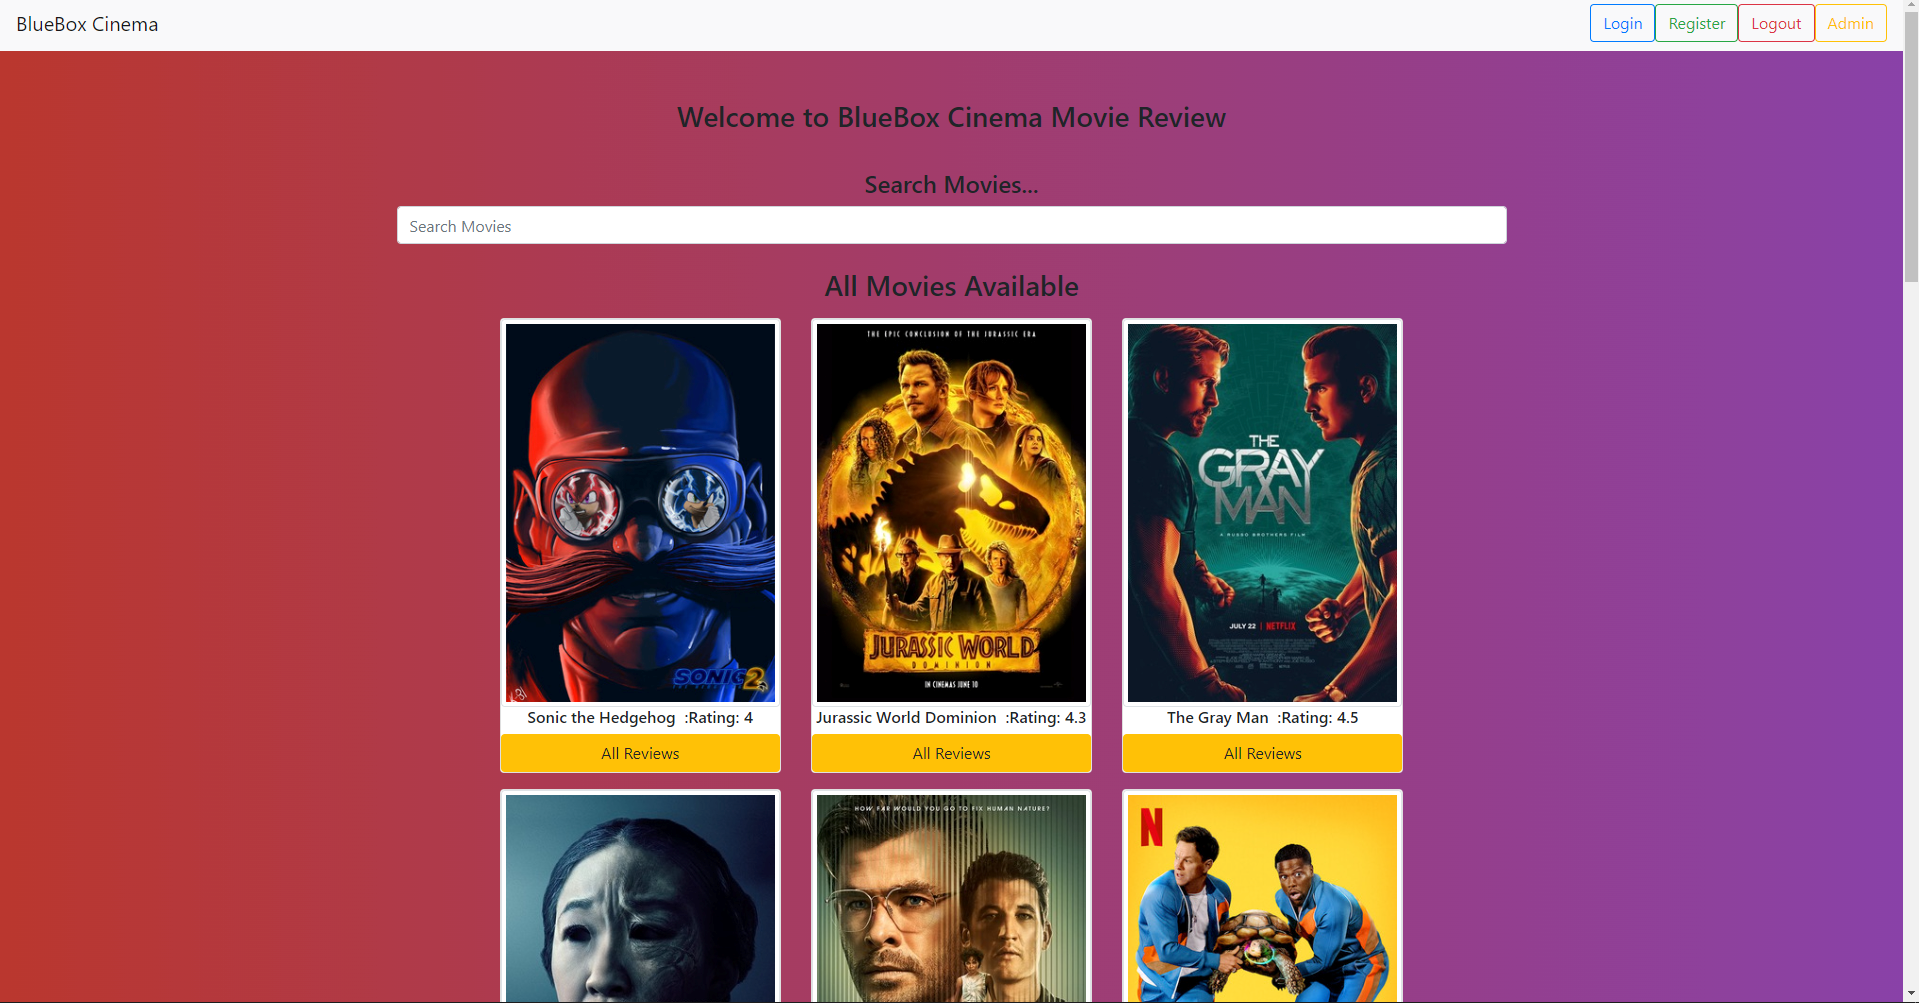 BlueBox Cinema
Login Register Logout Admin
Welcome to BlueBox Cinema Movie Review
Search Movies...
Search Movies
All Movies Available
SONIC 2
THE EPIC CONCLUSION OF THE JURASSIC ERA
JURASSIC WORLD
DOMINION
IN CINEMAS JUNE 10
THE
GRAY
MAN
A RUSSO BROTHERS FILM
JULY 22 | NETFLIX
Sonic the Hedgehog :Rating: 4
Jurassic World Dominion :Rating: 4.3
The Gray Man :Rating: 4.5
All Reviews
All Reviews
All Reviews
HOW FAR WOULD YOU GO TO FIX HUMAN NATURE?
N